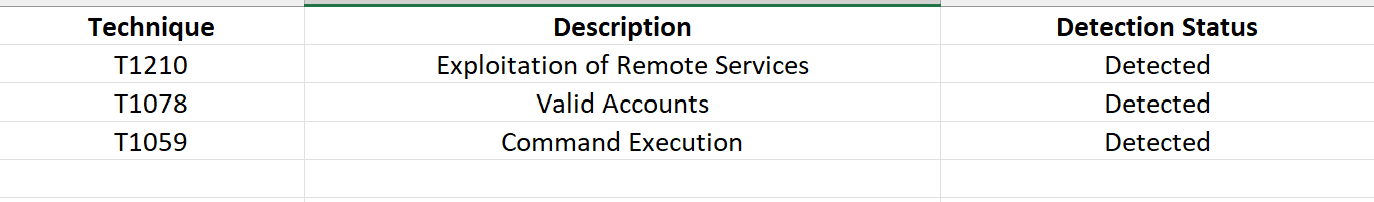 Technique Description Detection Status
T1210 Exploitation of Remote Services Detected
T1078 Valid Accounts Detected
T1059 Command Execution Detected